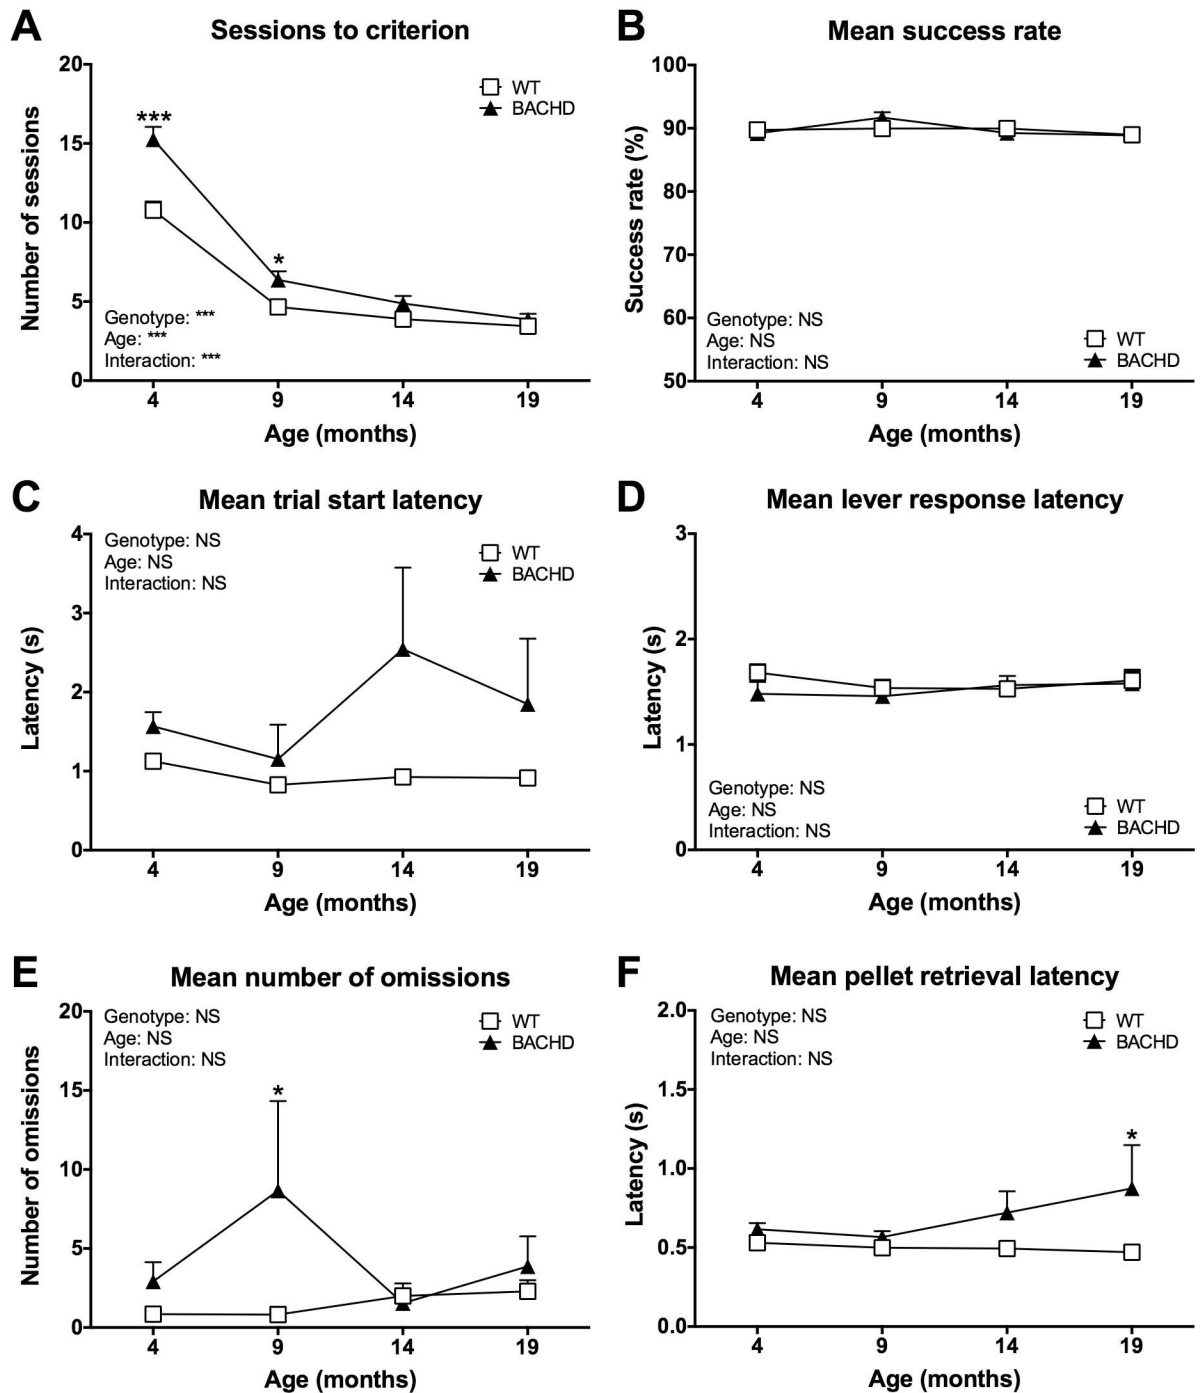 A
Sessions to criterion
20
15
10
5
0
Number of sessions
WT
BACHD
***
*
Genotype: ***
Age: ***
Interaction: ***
4 9 14 19
Age (months)
B
Mean success rate
100
90
80
70
60
50
Success rate (%)
Genotype: NS
Age: NS
Interaction: NS
WT
BACHD
4 9 14 19
Age (months)
C
Mean trial start latency
4
3
2
1
0
Latency (s)
Genotype: NS
Age: NS
Interaction: NS
WT
BACHD
4 9 14 19
Age (months)
D
Mean lever response latency
3
2
1
0
Latency (s)
Genotype: NS
Age: NS
Interaction: NS
WT
BACHD
4 9 14 19
Age (months)
E
Mean number of omissions
20
15
10
5
0
Number of omissions
Genotype: NS
Age: NS
Interaction: NS
WT
BACHD
*
4 9 14 19
Age (months)
F
Mean pellet retrieval latency
2.0
1.5
1.0
0.5
0.0
Latency (s)
Genotype: NS
Age: NS
Interaction: NS
WT
BACHD
*
4 9 14 19
Age (months)